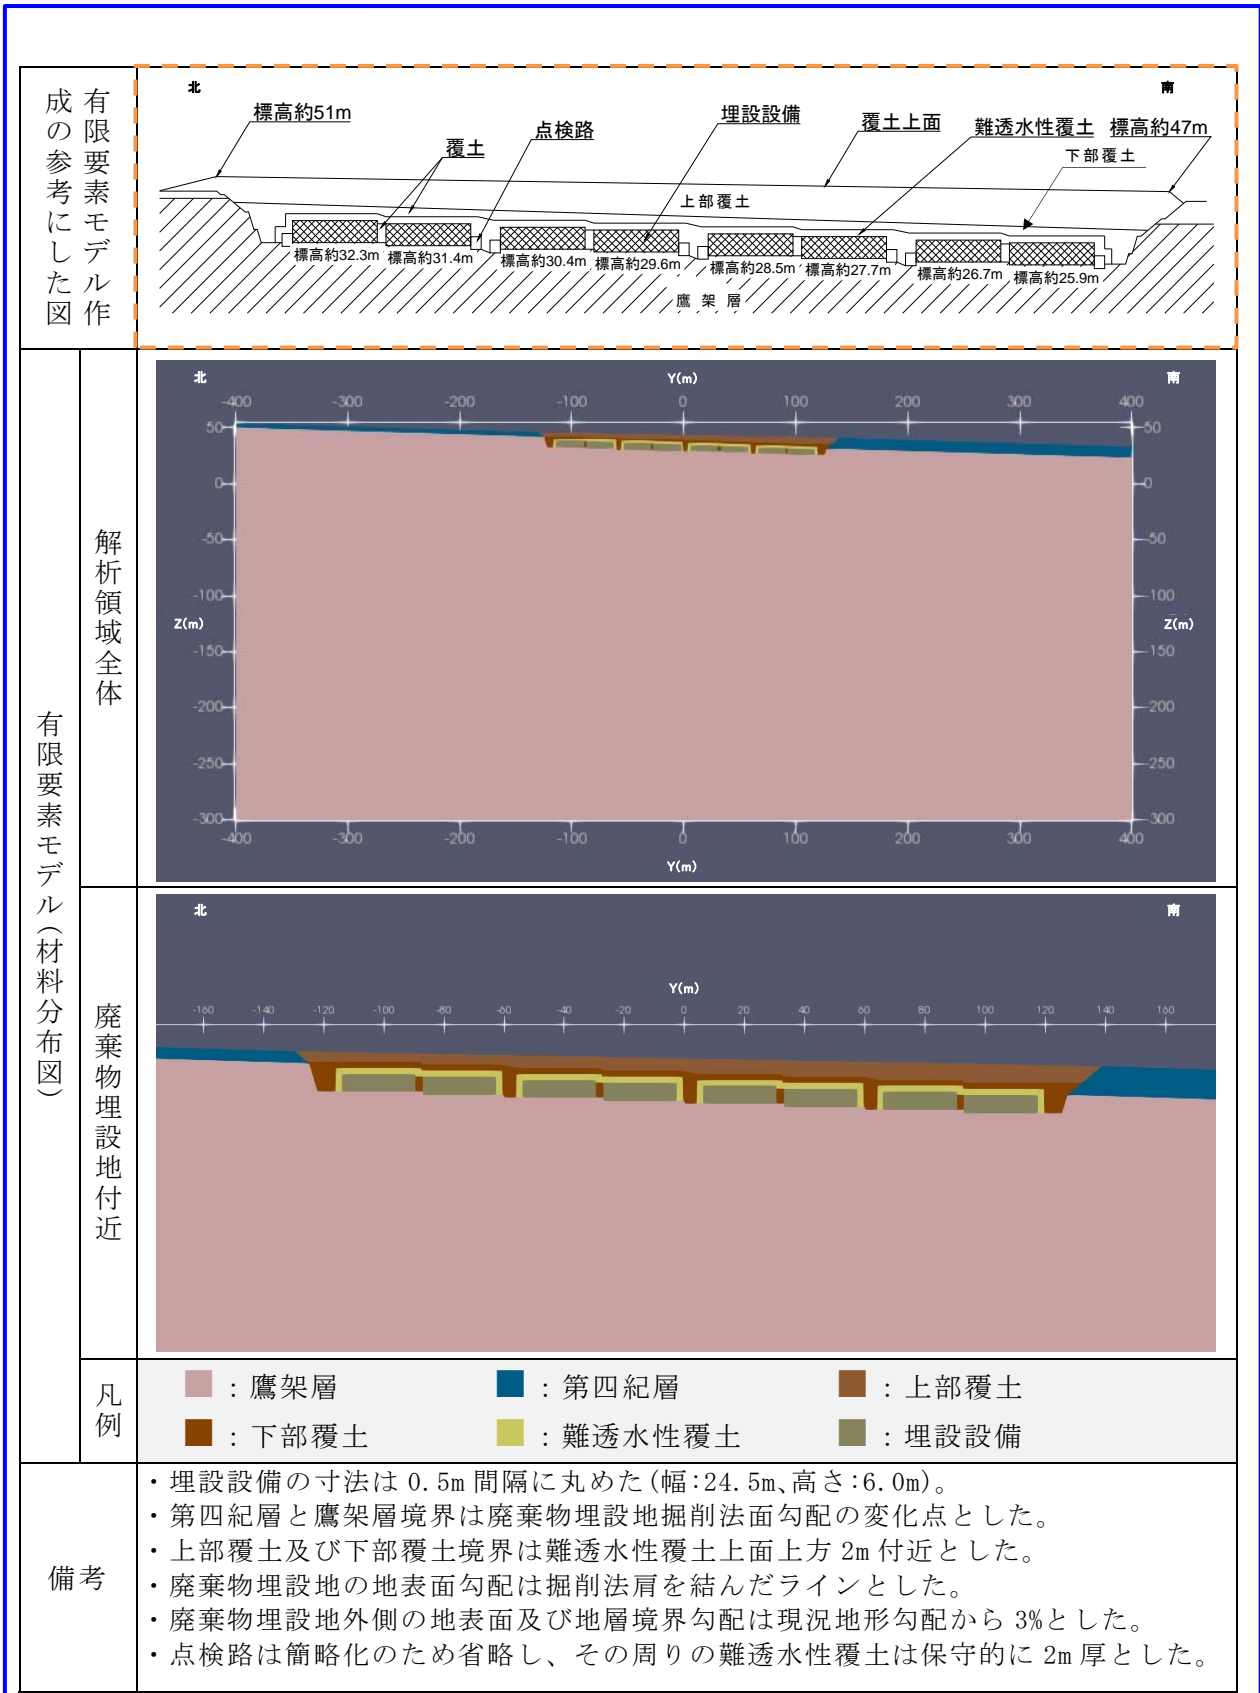 有限要素モデル作
成の参考にした図
北
南
標高約51m
覆土
点検路
埋設設備
覆土上面
難透水性覆土
標高約47m
下部覆土
上部覆土
標高約32.3m
標高約31.4m
標高約30.4m
標高約29.6m
標高約28.5m
標高約27.7m
標高約26.7m
標高約25.9m
鷹架層
有限要素モデル(材料分布図)
解析領域全体
北
Y(m)
南
-400 -300 -200 -100 0 100 200 300 400
50 50
0 0
-50 -50
-100 -100
Z(m) Z(m)
-150 -150
-200 -200
-250 -250
-300 -300
-400 -300 -200 -100 0 100 200 300 400
Y(m)
廃棄物埋設地付近
北
南
Y(m)
-160 -140 -120 -100 -80 -60 -40 -20 0 20 40 60 80 100 120 140 160
凡例
:鷹架層 :第四紀層 :上部覆土
:下部覆土 :難透水性覆土 :埋設設備
備考
・埋設設備の寸法は 0.5m 間隔に丸めた(幅:24.5m、高さ:6.0m)。
・第四紀層と鷹架層境界は廃棄物埋設地掘削法面勾配の変化点とした。
・上部覆土及び下部覆土境界は難透水性覆土上面上方 2m 付近とした。
・廃棄物埋設地の地表面勾配は掘削法肩を結んだラインとした。
・廃棄物埋設地外側の地表面及び地層境界勾配は現況地形勾配から 3%とした。
・点検路は簡略化のため省略し、その周りの難透水性覆土は保守的に 2m 厚とした。